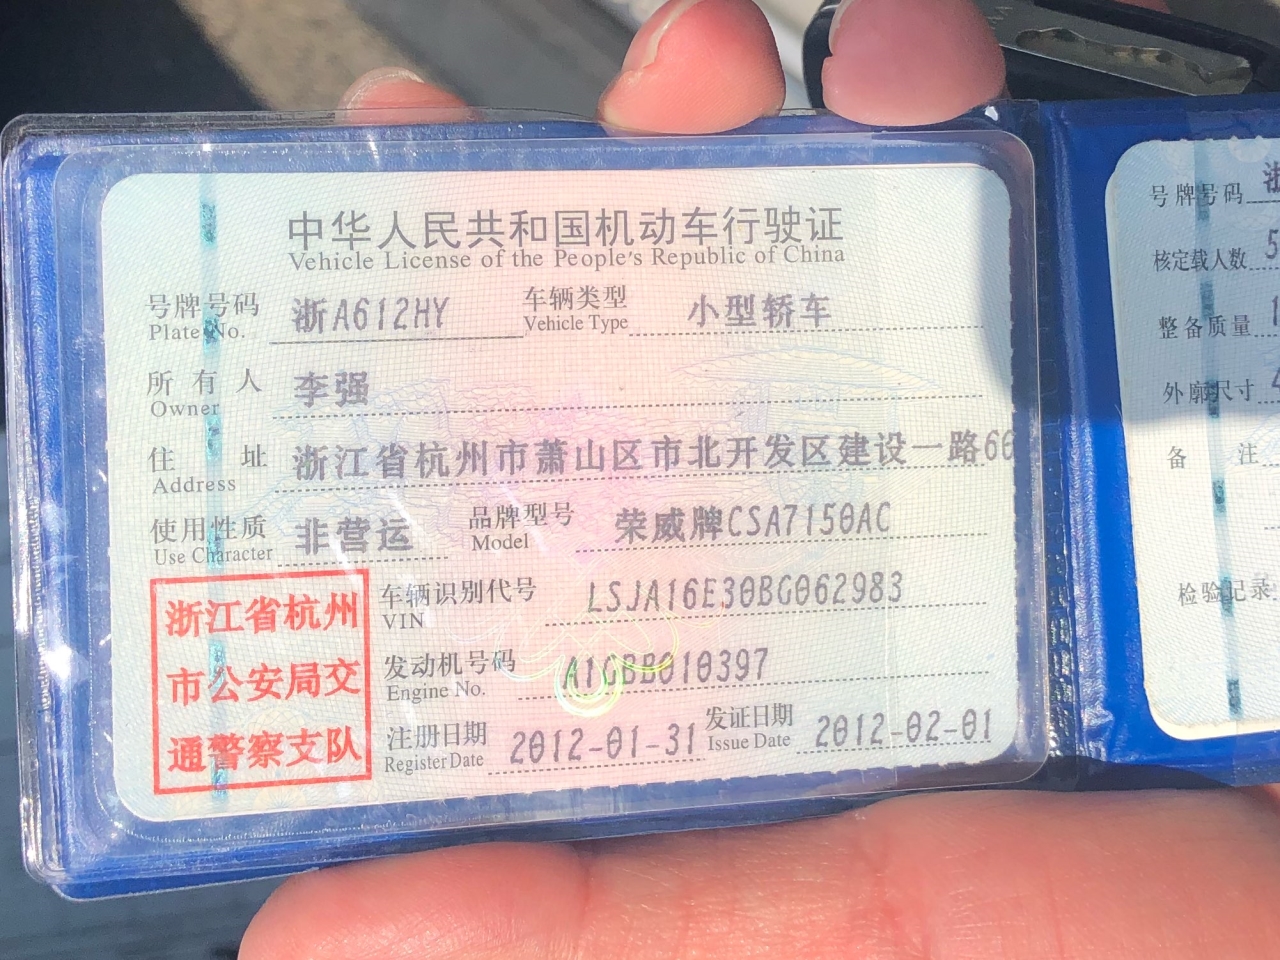 中华人民共和国机动车行驶证
Vehicle License of the People's Republic of China
号牌号码 浙A612HY 车辆类型 小型轿车
Plate No. Vehicle Type
所有人 李强
Owner
住址 浙江省杭州市萧山区市北开发区建设一路66
Address
使用性质 非营运 品牌型号 荣威牌CSA7150AC
Use Character Model
车辆识别代号 LSJA16E30BG062983
VIN
发动机号码 A1GBB010397
Engine No.
注册日期 2012-01-31 发证日期 2012-02-01
Register Date Issue Date
浙江省杭州
市公安局交
通警察支队
号牌号码 浙
核定载人数 5
整备质量
外廓尺寸
备注
检验记录